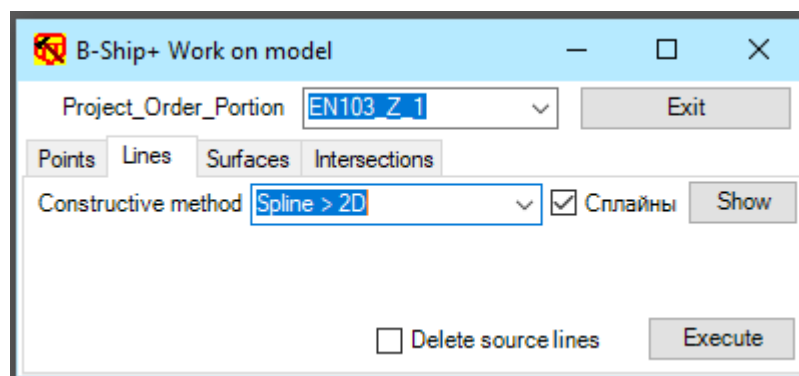 B-Ship+ Work on model
Project_Order_Portion EN103_Z_1 Exit
Points Lines Surfaces Intersections
Constructive method Spline > 2D Сплайны Show
Delete source lines Execute